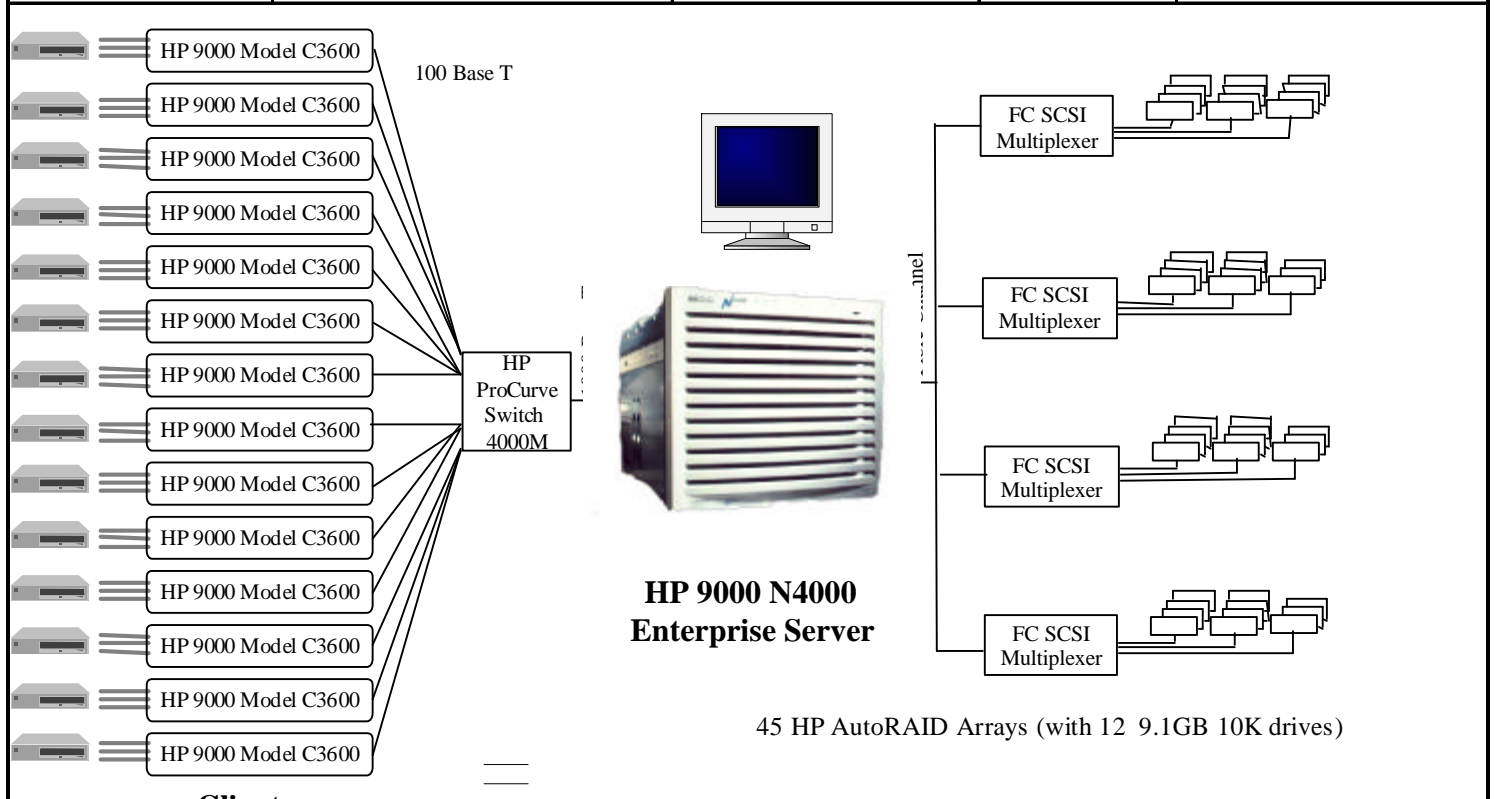 HP 9000 Model C3600
100 Base T
HP 9000 Model C3600
HP 9000 Model C3600
HP 9000 Model C3600
HP 9000 Model C3600
HP 9000 Model C3600
HP 9000 Model C3600
HP 9000 Model C3600
HP 9000 Model C3600
HP 9000 Model C3600
HP 9000 Model C3600
HP 9000 Model C3600
HP 9000 Model C3600
HP 9000 Model C3600
HP
ProCurve
Switch
4000M
HP 9000 N4000
Enterprise Server
FC SCSI
Multiplexer
FC SCSI
Multiplexer
FC SCSI
Multiplexer
FC SCSI
Multiplexer
45 HP AutoRAID Arrays (with 12 9.1GB 10K drives)